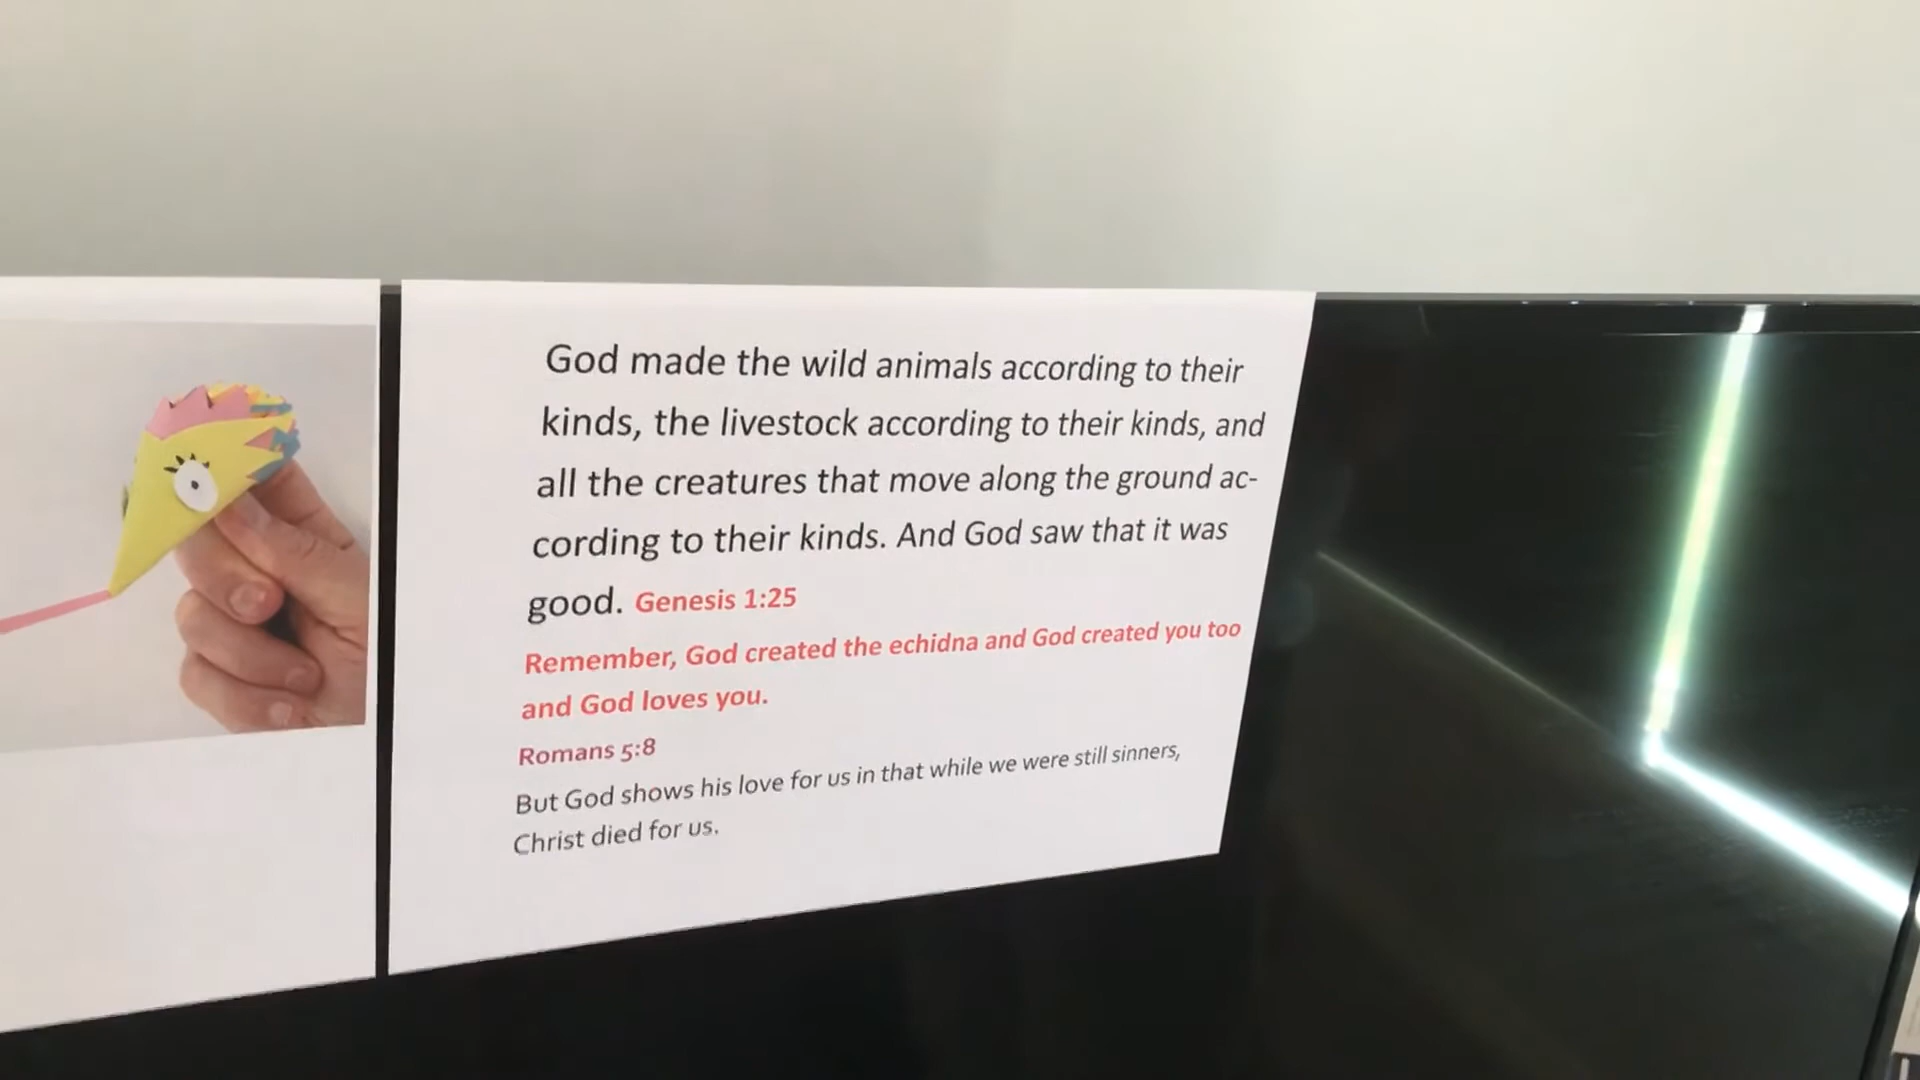 God made the wild animals according to their
kinds, the livestock according to their kinds, and
all the creatures that move along the ground ac-
cording to their kinds. And God saw that it was
good. Genesis 1:25
Remember, God created the echidna and God created you too
and God loves you.
Romans 5:8
But God shows his love for us in that while we were still sinners,
Christ died for us.